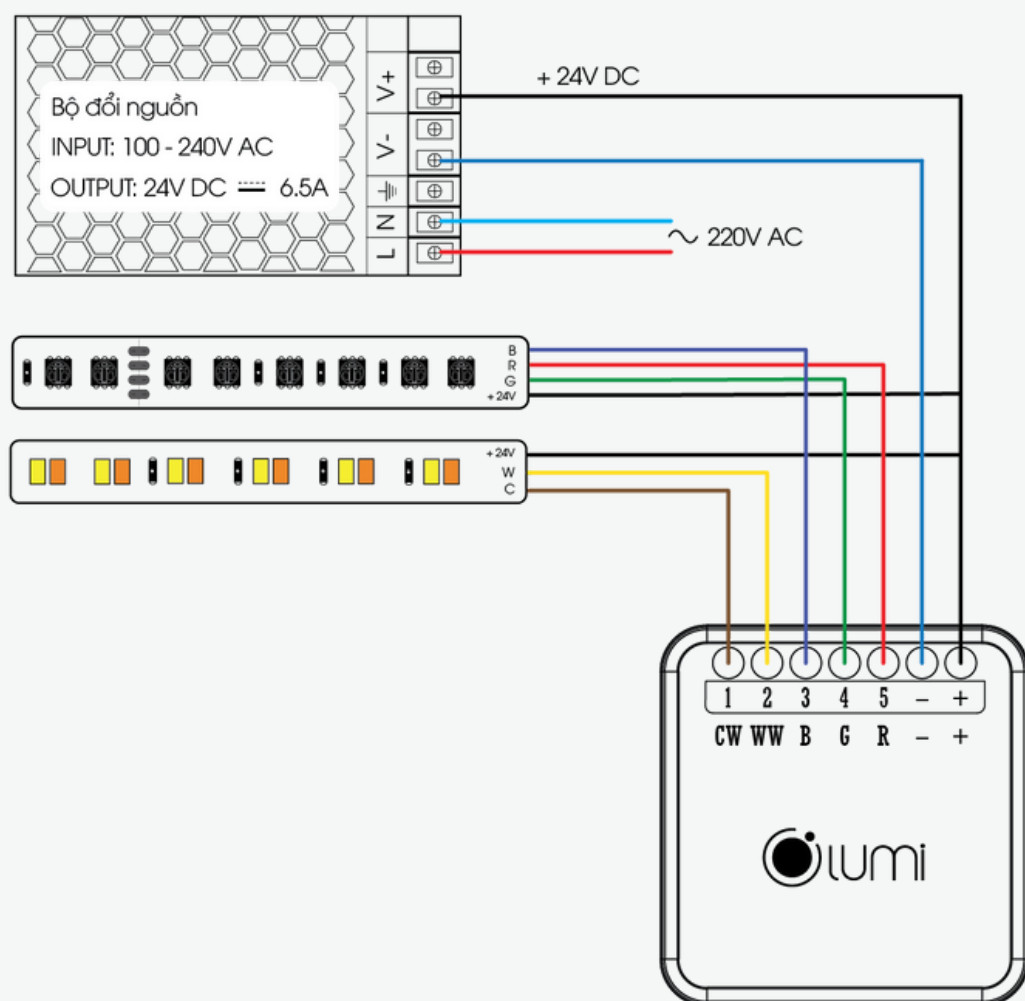 V+
V-
N
L
Bộ đổi nguồn
INPUT: 100 - 240V AC
OUTPUT: 24V DC 6.5A
+ 24V DC
~ 220V AC
B
R
G
+24V
+24V
W
C
1 2 3 4 5 - +
CW WW B G R - +
lumi